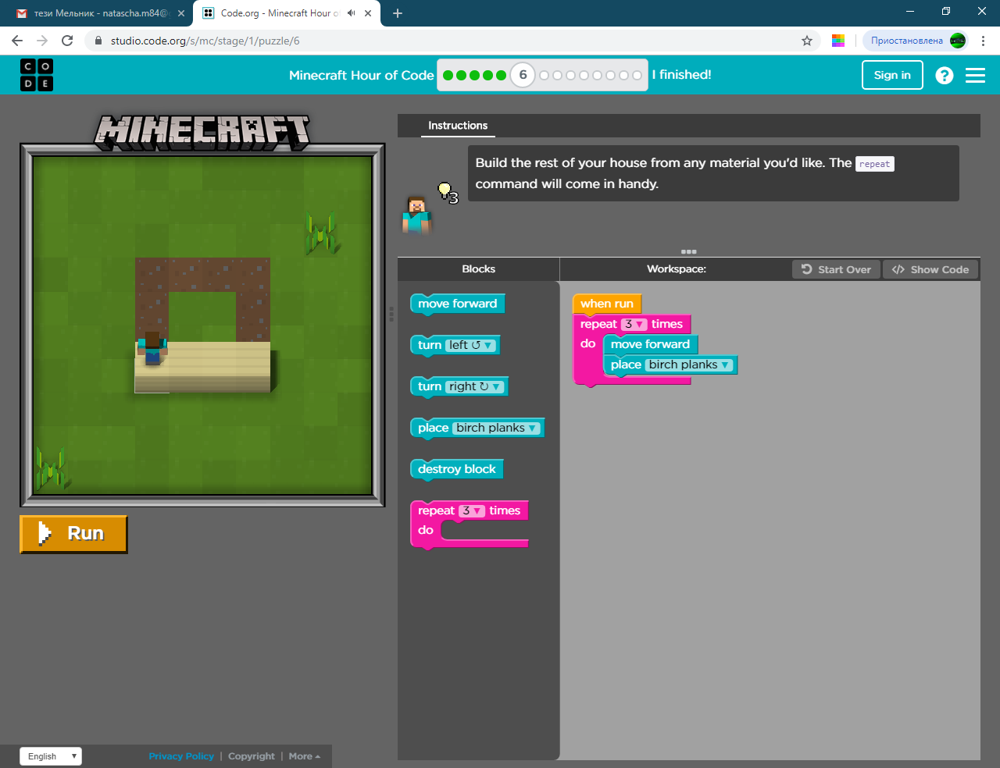 тези Мельник - natascha.m84@
Code.org - Minecraft Hour o
studio.code.org/s/mc/stage/1/puzzle/6
Приостановлена
CODE
Minecraft Hour of Code
6
I finished!
Sign in
?
MINECRAFT
Instructions
Build the rest of your house from any material you'd like. The repeat
command will come in handy.
3
Blocks
Workspace:
Start Over
</> Show Code
move forward
turn left ↺ ▼
turn right ↻ ▼
place birch planks ▼
destroy block
repeat 3 ▼ times
do
when run
repeat 3 ▼ times
do move forward
place birch planks ▼
Run
English
Privacy Policy | Copyright | More